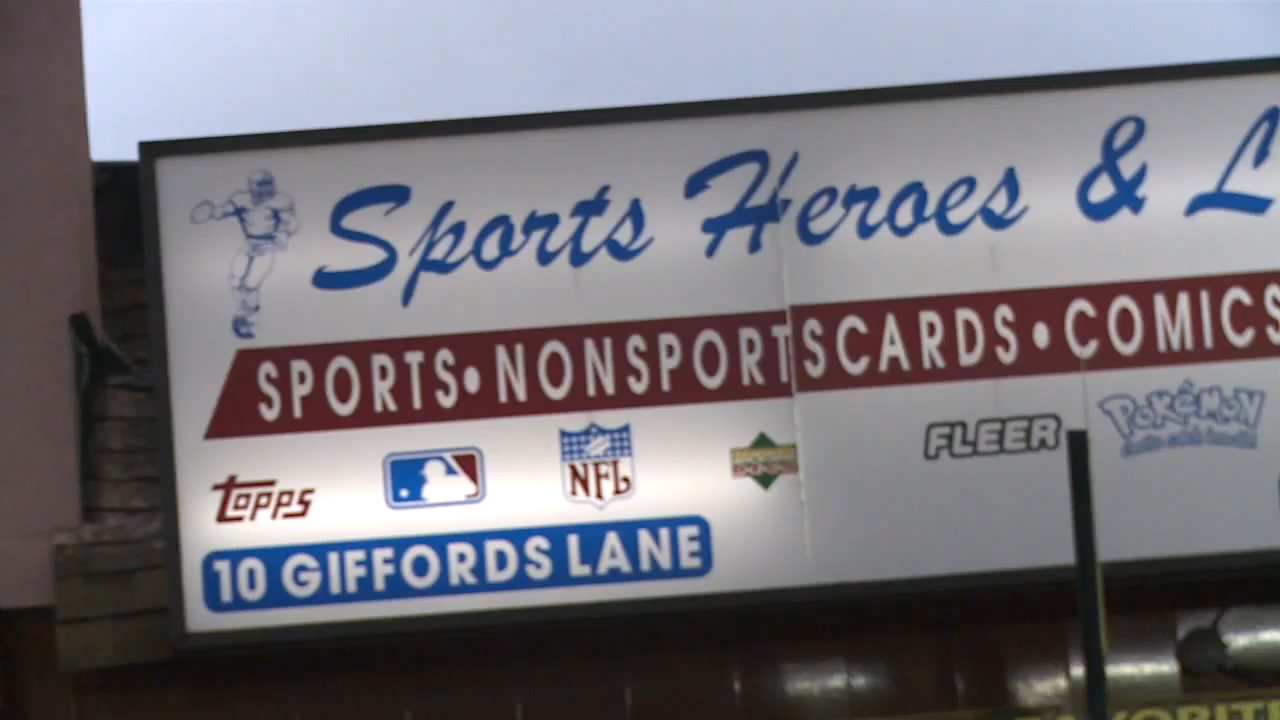 Sports Heroes & L
SPORTS • NONSPORTSCARDS • COMICS
TOPPS
NFL
FLEER
POKéMON
10 GIFFORDS LANE